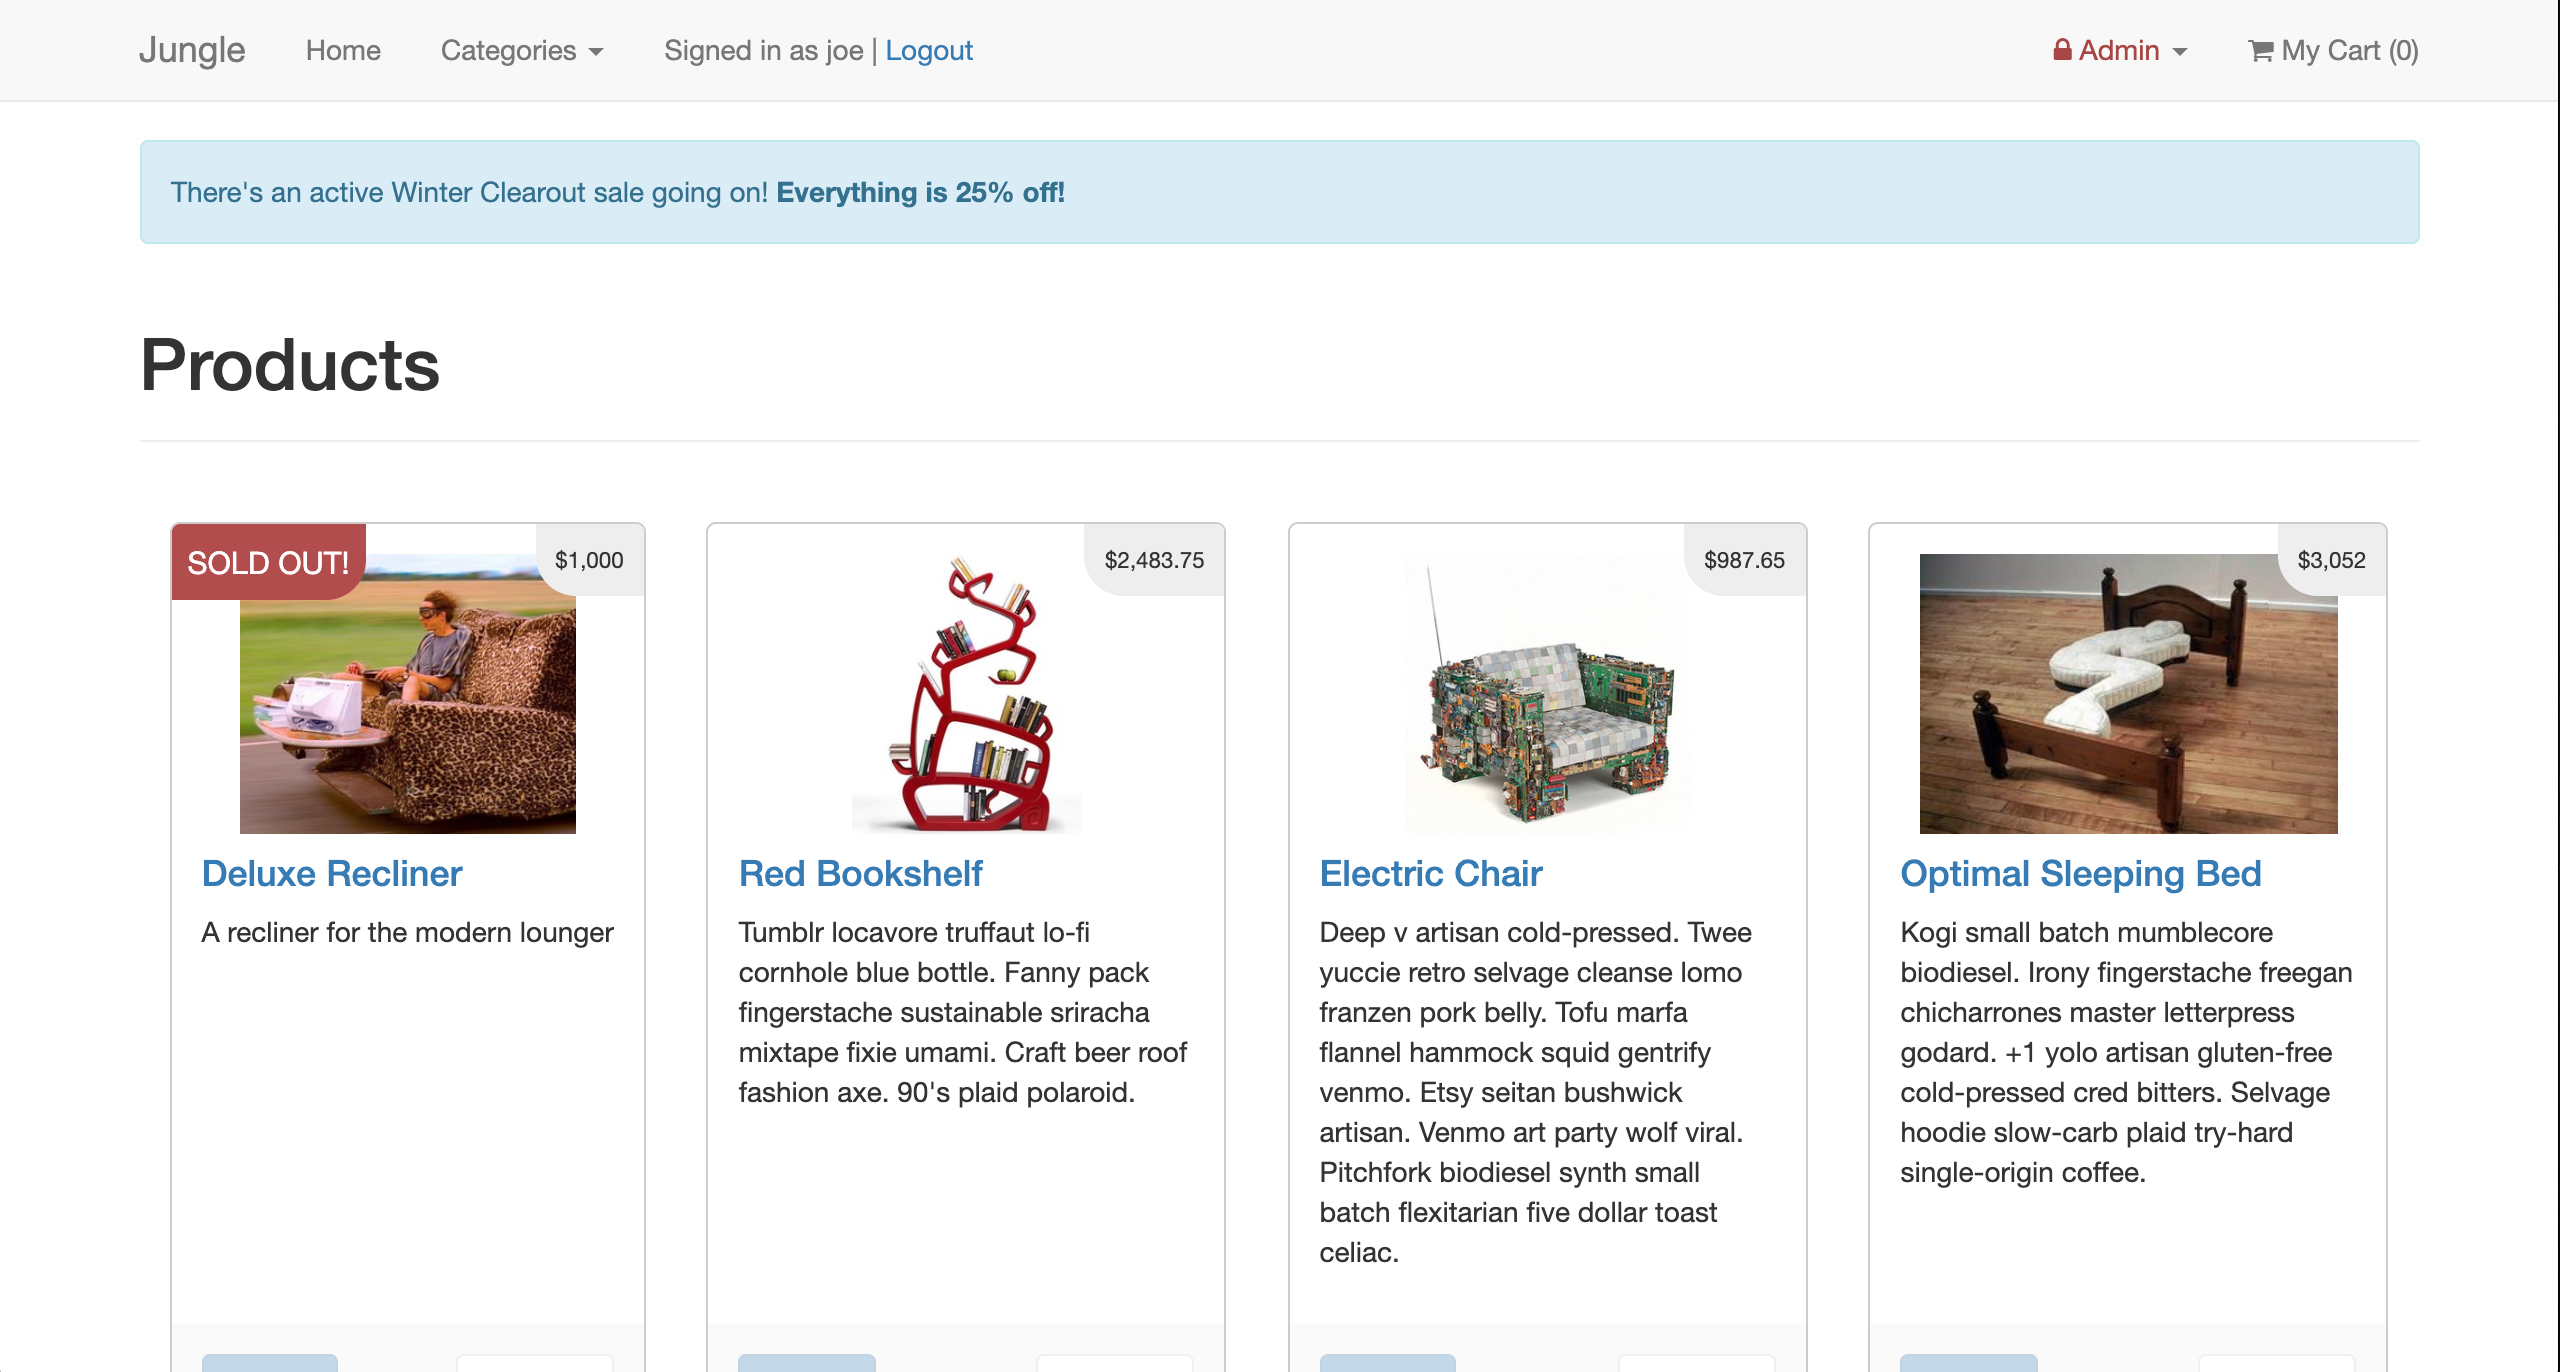 Jungle Home Categories Signed in as joe | Logout Admin My Cart (0)
There's an active Winter Clearout sale going on! Everything is 25% off!
Products
SOLD OUT! $1,000
Deluxe Recliner
A recliner for the modern lounger
$2,483.75
Red Bookshelf
Tumblr locavore truffaut lo-fi
cornhole blue bottle. Fanny pack
fingerstache sustainable sriracha
mixtape fixie umami. Craft beer roof
fashion axe. 90's plaid polaroid.
$987.65
Electric Chair
Deep v artisan cold-pressed. Twee
yuccie retro selvage cleanse lomo
franzen pork belly. Tofu marfa
flannel hammock squid gentrify
venmo. Etsy seitan bushwick
artisan. Venmo art party wolf viral.
Pitchfork biodiesel synth small
batch flexitarian five dollar toast
celiac.
$3,052
Optimal Sleeping Bed
Kogi small batch mumblecore
biodiesel. Irony fingerstache freegan
chicharrones master letterpress
godard. +1 yolo artisan gluten-free
cold-pressed cred bitters. Selvage
hoodie slow-carb plaid try-hard
single-origin coffee.